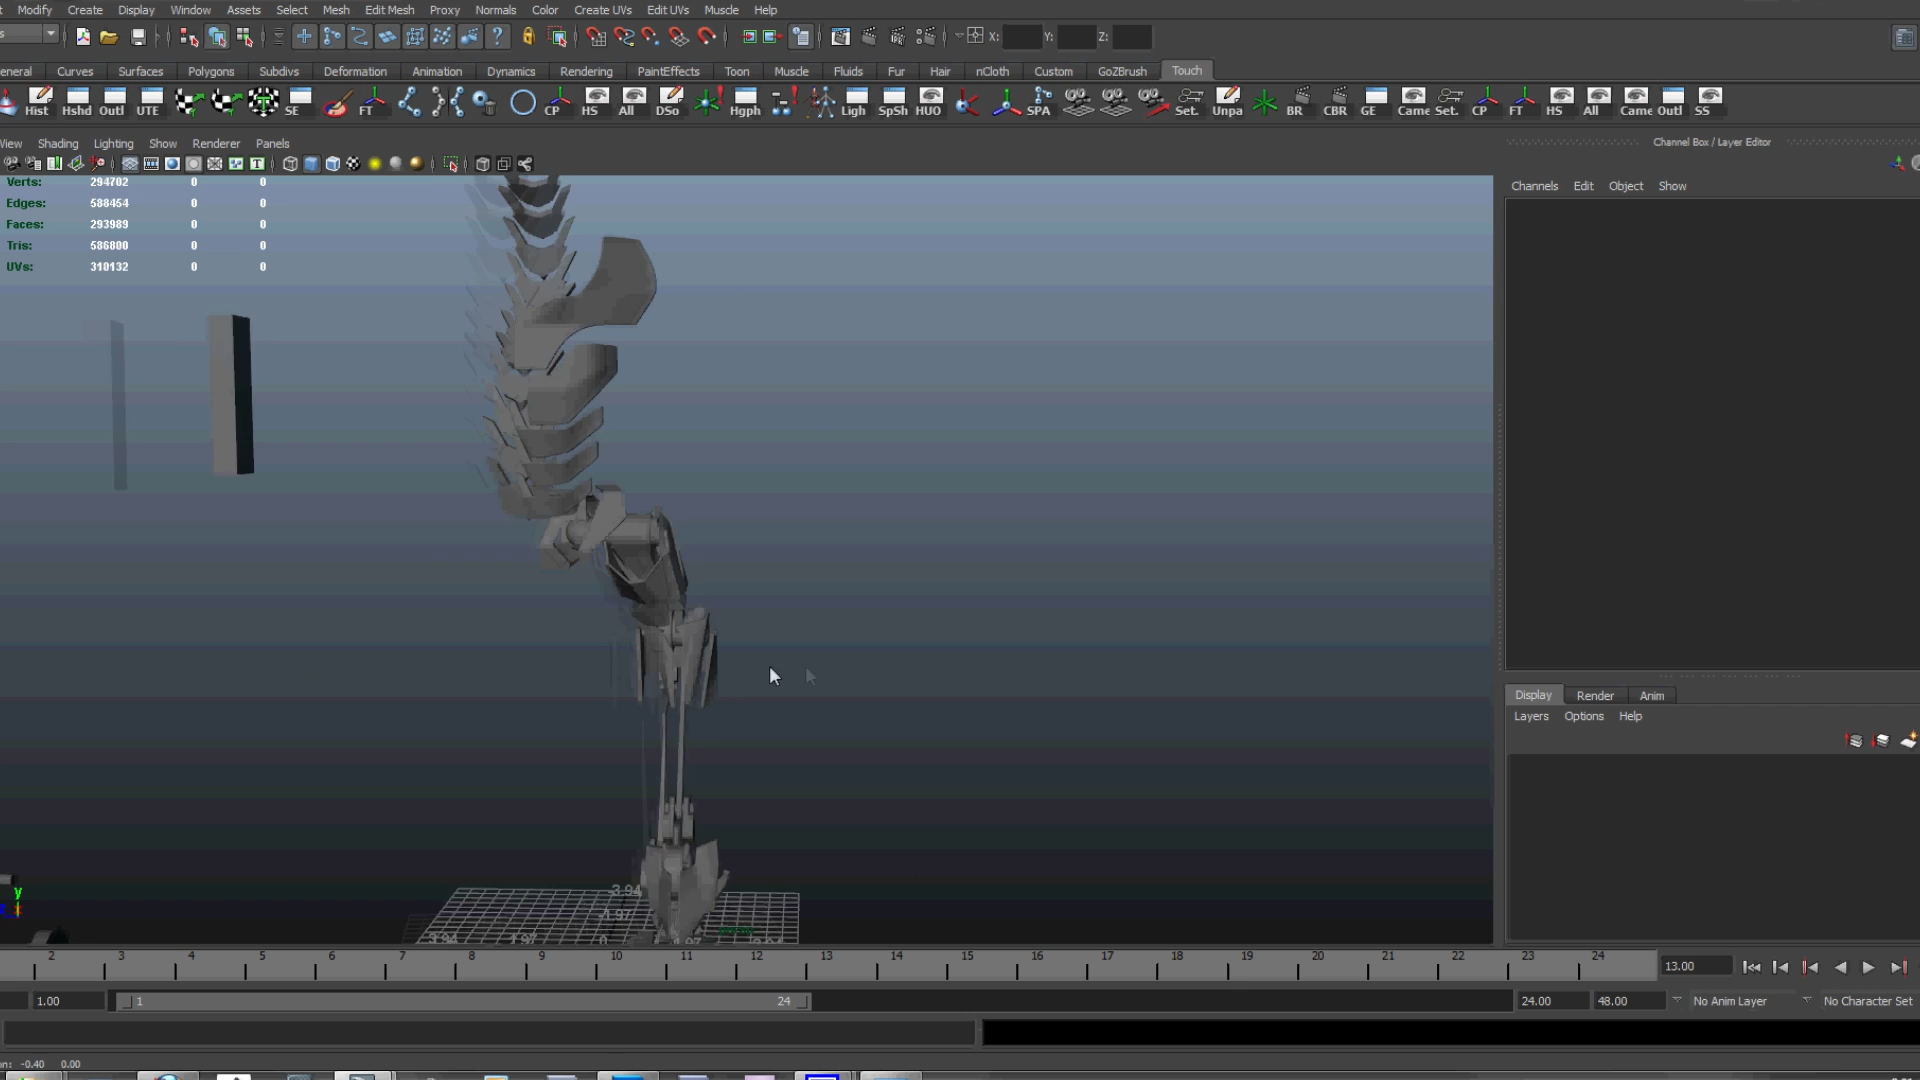 Modify Create Display Window Assets Select Mesh Edit Mesh Proxy Normals Color Create UVs Edit UVs Muscle Help
X: Y: Z:
eneral Curves Surfaces Polygons Subdivs Deformation Animation Dynamics Rendering PaintEffects Toon Muscle Fluids Fur Hair nCloth Custom GoZBrush Touch
Hist Hshd Outl UTE SE FT CP HS All DSo Hgph Ligh SpSh HUO SPA Set. Unpa BR CBR GE Came Set. CP FT HS All Came Outl SS
View Shading Lighting Show Renderer Panels
Channel Box / Layer Editor
Channels Edit Object Show
Verts: 294702 0 0
Edges: 588454 0 0
Faces: 293989 0 0
Tris: 586800 0 0
UVs: 310132 0 0
Display Render Anim
Layers Options Help
y
-3.94
2 3 4 5 6 7 8 9 10 11 12 13 14 15 16 17 18 19 20 21 22 23 24 13.00
1.00 1 24 24.00 48.00 No Anim Layer No Character Set
-0.40 0.00